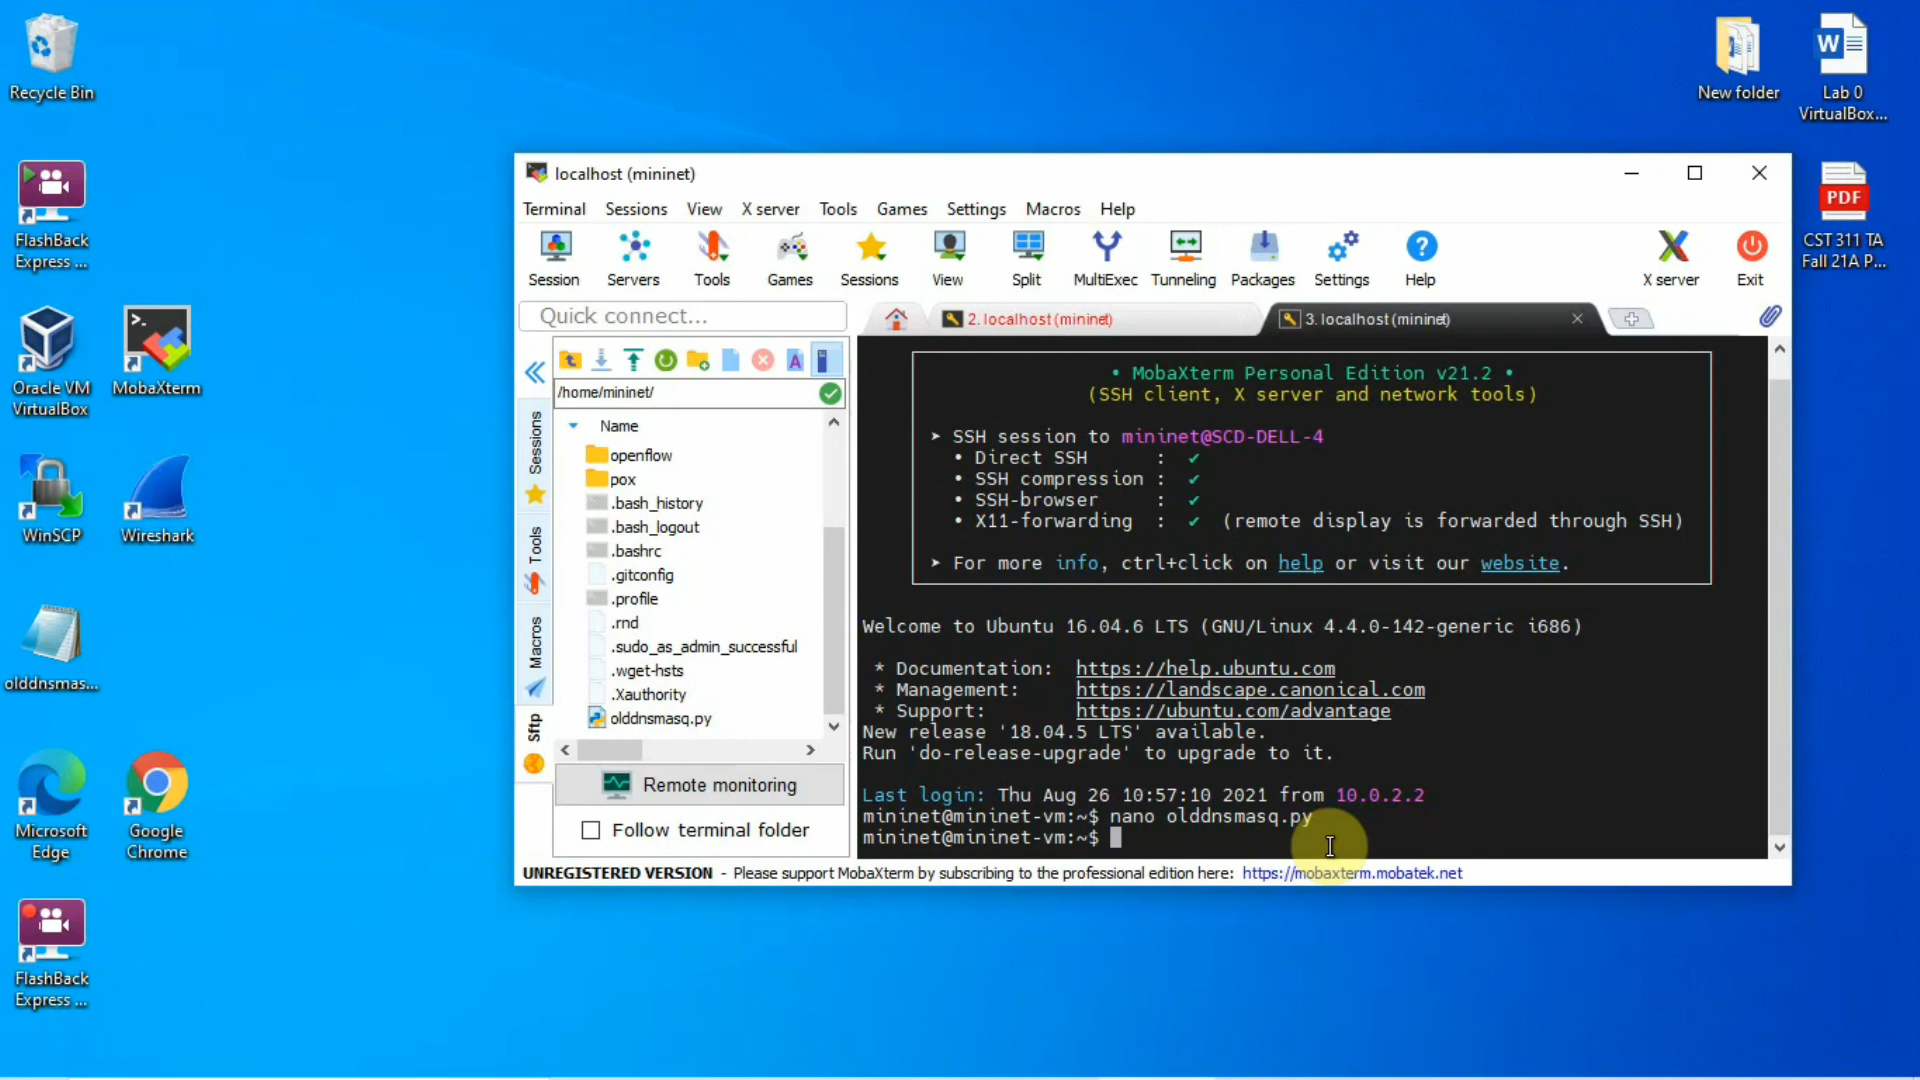 Recycle Bin
FlashBack
Express ...
Oracle VM
VirtualBox
MobaXterm
WinSCP
Wireshark
olddnsmas...
Microsoft
Edge
Google
Chrome
FlashBack
Express ...
New folder
Lab 0
VirtualBox...
PDF
CST 311 TA
Fall 21A P...
localhost (mininet)
Terminal Sessions View X server Tools Games Settings Macros Help
Session Servers Tools Games Sessions View Split MultiExec Tunneling Packages Settings Help X server Exit
Quick connect...
2. localhost (mininet)
3. localhost (mininet)
/home/mininet/
Name
openflow
pox
.bash_history
.bash_logout
.bashrc
.gitconfig
.profile
.rnd
.sudo_as_admin_successful
.wget-hsts
.Xauthority
olddnsmasq.py
Sessions
Tools
Macros
Sftp
Remote monitoring
Follow terminal folder
• MobaXterm Personal Edition v21.2 •
(SSH client, X server and network tools)
➤ SSH session to mininet@SCD-DELL-4
• Direct SSH : ✔
• SSH compression : ✔
• SSH-browser : ✔
• X11-forwarding : ✔ (remote display is forwarded through SSH)
➤ For more info, ctrl+click on help or visit our website.
Welcome to Ubuntu 16.04.6 LTS (GNU/Linux 4.4.0-142-generic i686)
* Documentation: https://help.ubuntu.com
* Management: https://landscape.canonical.com
* Support: https://ubuntu.com/advantage
New release '18.04.5 LTS' available.
Run 'do-release-upgrade' to upgrade to it.
Last login: Thu Aug 26 10:57:10 2021 from 10.0.2.2
mininet@mininet-vm:~$ nano olddnsmasq.py
mininet@mininet-vm:~$
UNREGISTERED VERSION - Please support MobaXterm by subscribing to the professional edition here: https://mobaxterm.mobatek.net